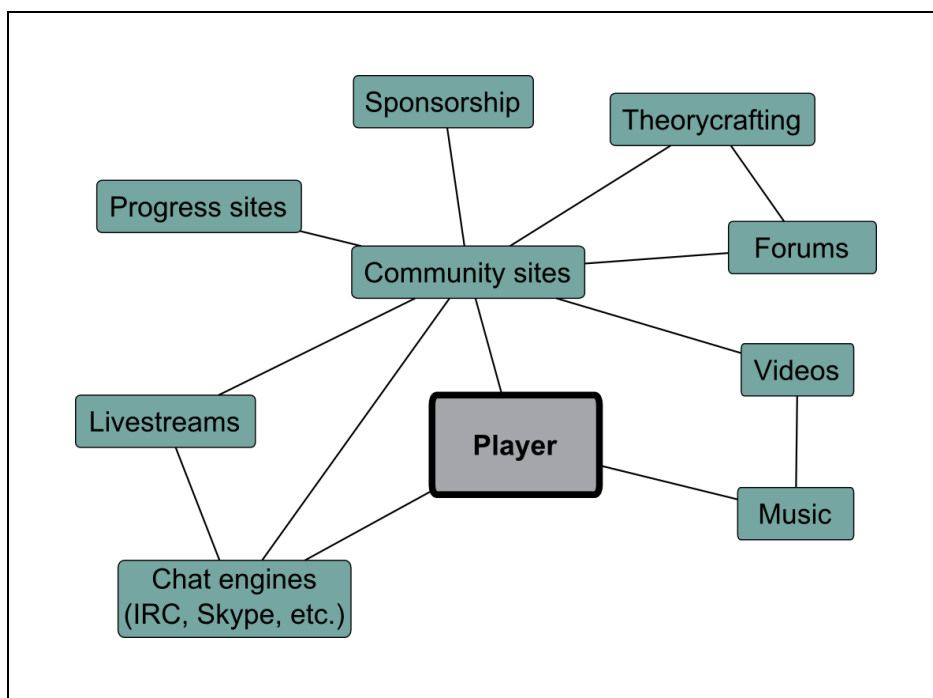 Sponsorship
Theorycrafting
Progress sites
Forums
Community sites
Videos
Livestreams
Player
Music
Chat engines
(IRC, Skype, etc.)